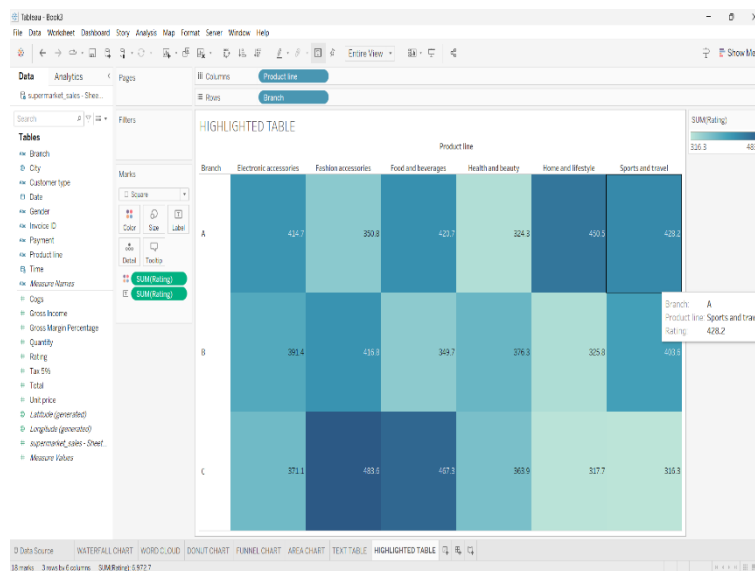 Tableau - Book3
File Data Worksheet Dashboard Story Analysis Map Format Server Window Help
Entire View
Show Me
Data Analytics
supermarket_sales - Shee...
Search
Tables
Branch
City
Customer type
Date
Gender
Invoice ID
Payment
Product line
Time
Measure Names
Cogs
Gross Income
Gross Margin Percentage
Quantity
Rating
Tax 5%
Total
Unit price
Latitude (generated)
Longitude (generated)
supermarket_sales - Sheet...
Measure Values
Pages
Filters
Marks
Square
Color Size Label
Detail Tooltip
SUM(Rating)
SUM(Rating)
Columns Product line
Rows Branch
HIGHLIGHTED TABLE
Product line
Branch Electronic accessories Fashion accessories Food and beverages Health and beauty Home and lifestyle Sports and travel
A 414.7 350.8 324.3 450.5 428.2
B 391.4 416.8 349.7 376.3 325.8 403.6
C 371.1 483.6 467.3 363.9 317.7 316.3
Branch: A
Product line: Sports and trav
Rating: 428.2
SUM(Rating)
316.3 483
Data Source WATERFALL CHART WORD CLOUD DONUT CHART FUNNEL CHART AREA CHART TEXT TABLE HIGHLIGHTED TABLE
18 marks 3 rows by 6 columns SUM(Rating): 6,972.7